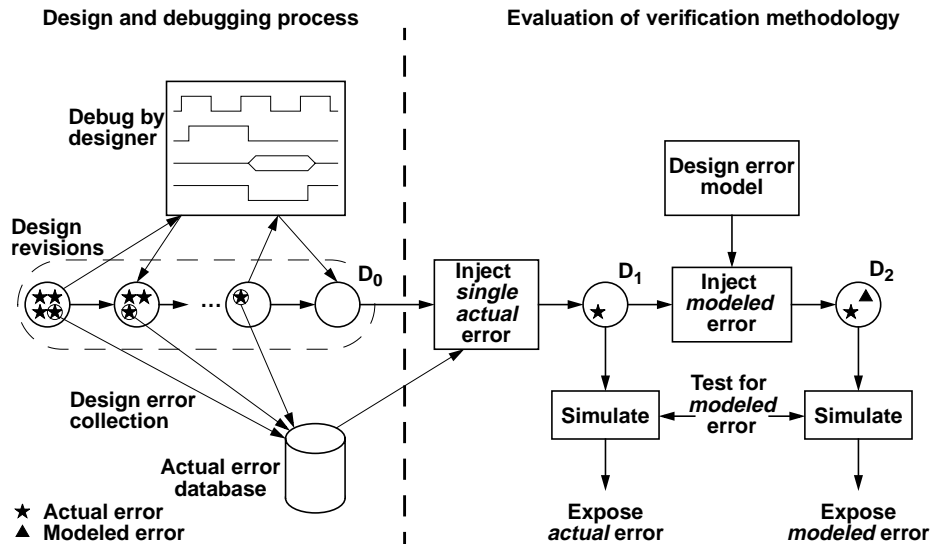 Design and debugging process
Evaluation of verification methodology
Debug by
designer
Design error
model
Design
revisions
D0
...
Inject
single
actual
error
D1
Inject
modeled
error
D2
Design error
collection
Simulate
Test for
modeled
error
Simulate
Actual error
database
Expose
actual error
Expose
modeled error
Actual error
Modeled error